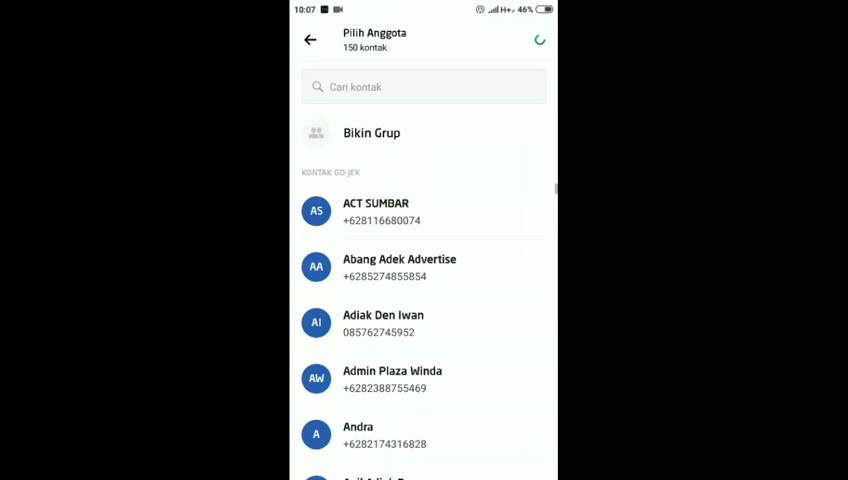 10:07 H+ 46%
Pilih Anggota
150 kontak
Cari kontak
Bikin Grup
KONTAK GO-JEK
AS ACT SUMBAR
+628116680074
AA Abang Adek Advertise
+6285274855854
AI Adiak Den Iwan
085762745952
AW Admin Plaza Winda
+6282388755469
A Andra
+6282174316828